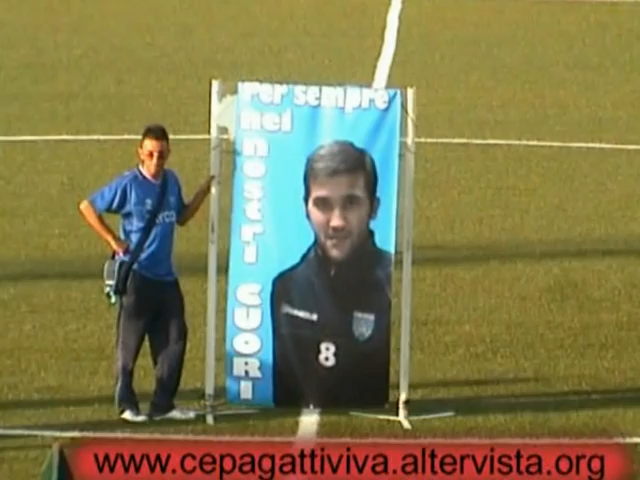 Per sempre
nei
nostri
CUORI
8
www.cepagattiviva.altervista.org